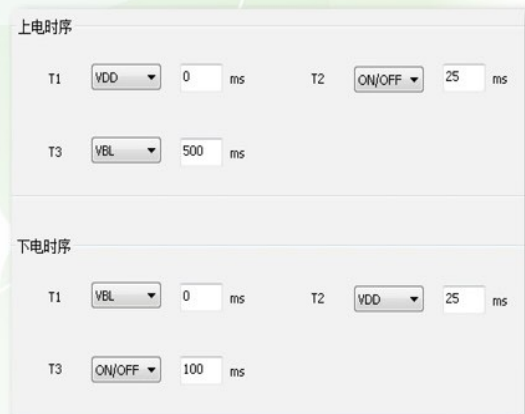 上电时序
T1 VDD 0 ms T2 ON/OFF 25 ms
T3 VBL 500 ms
下电时序
T1 VBL 0 ms T2 VDD 25 ms
T3 ON/OFF 100 ms